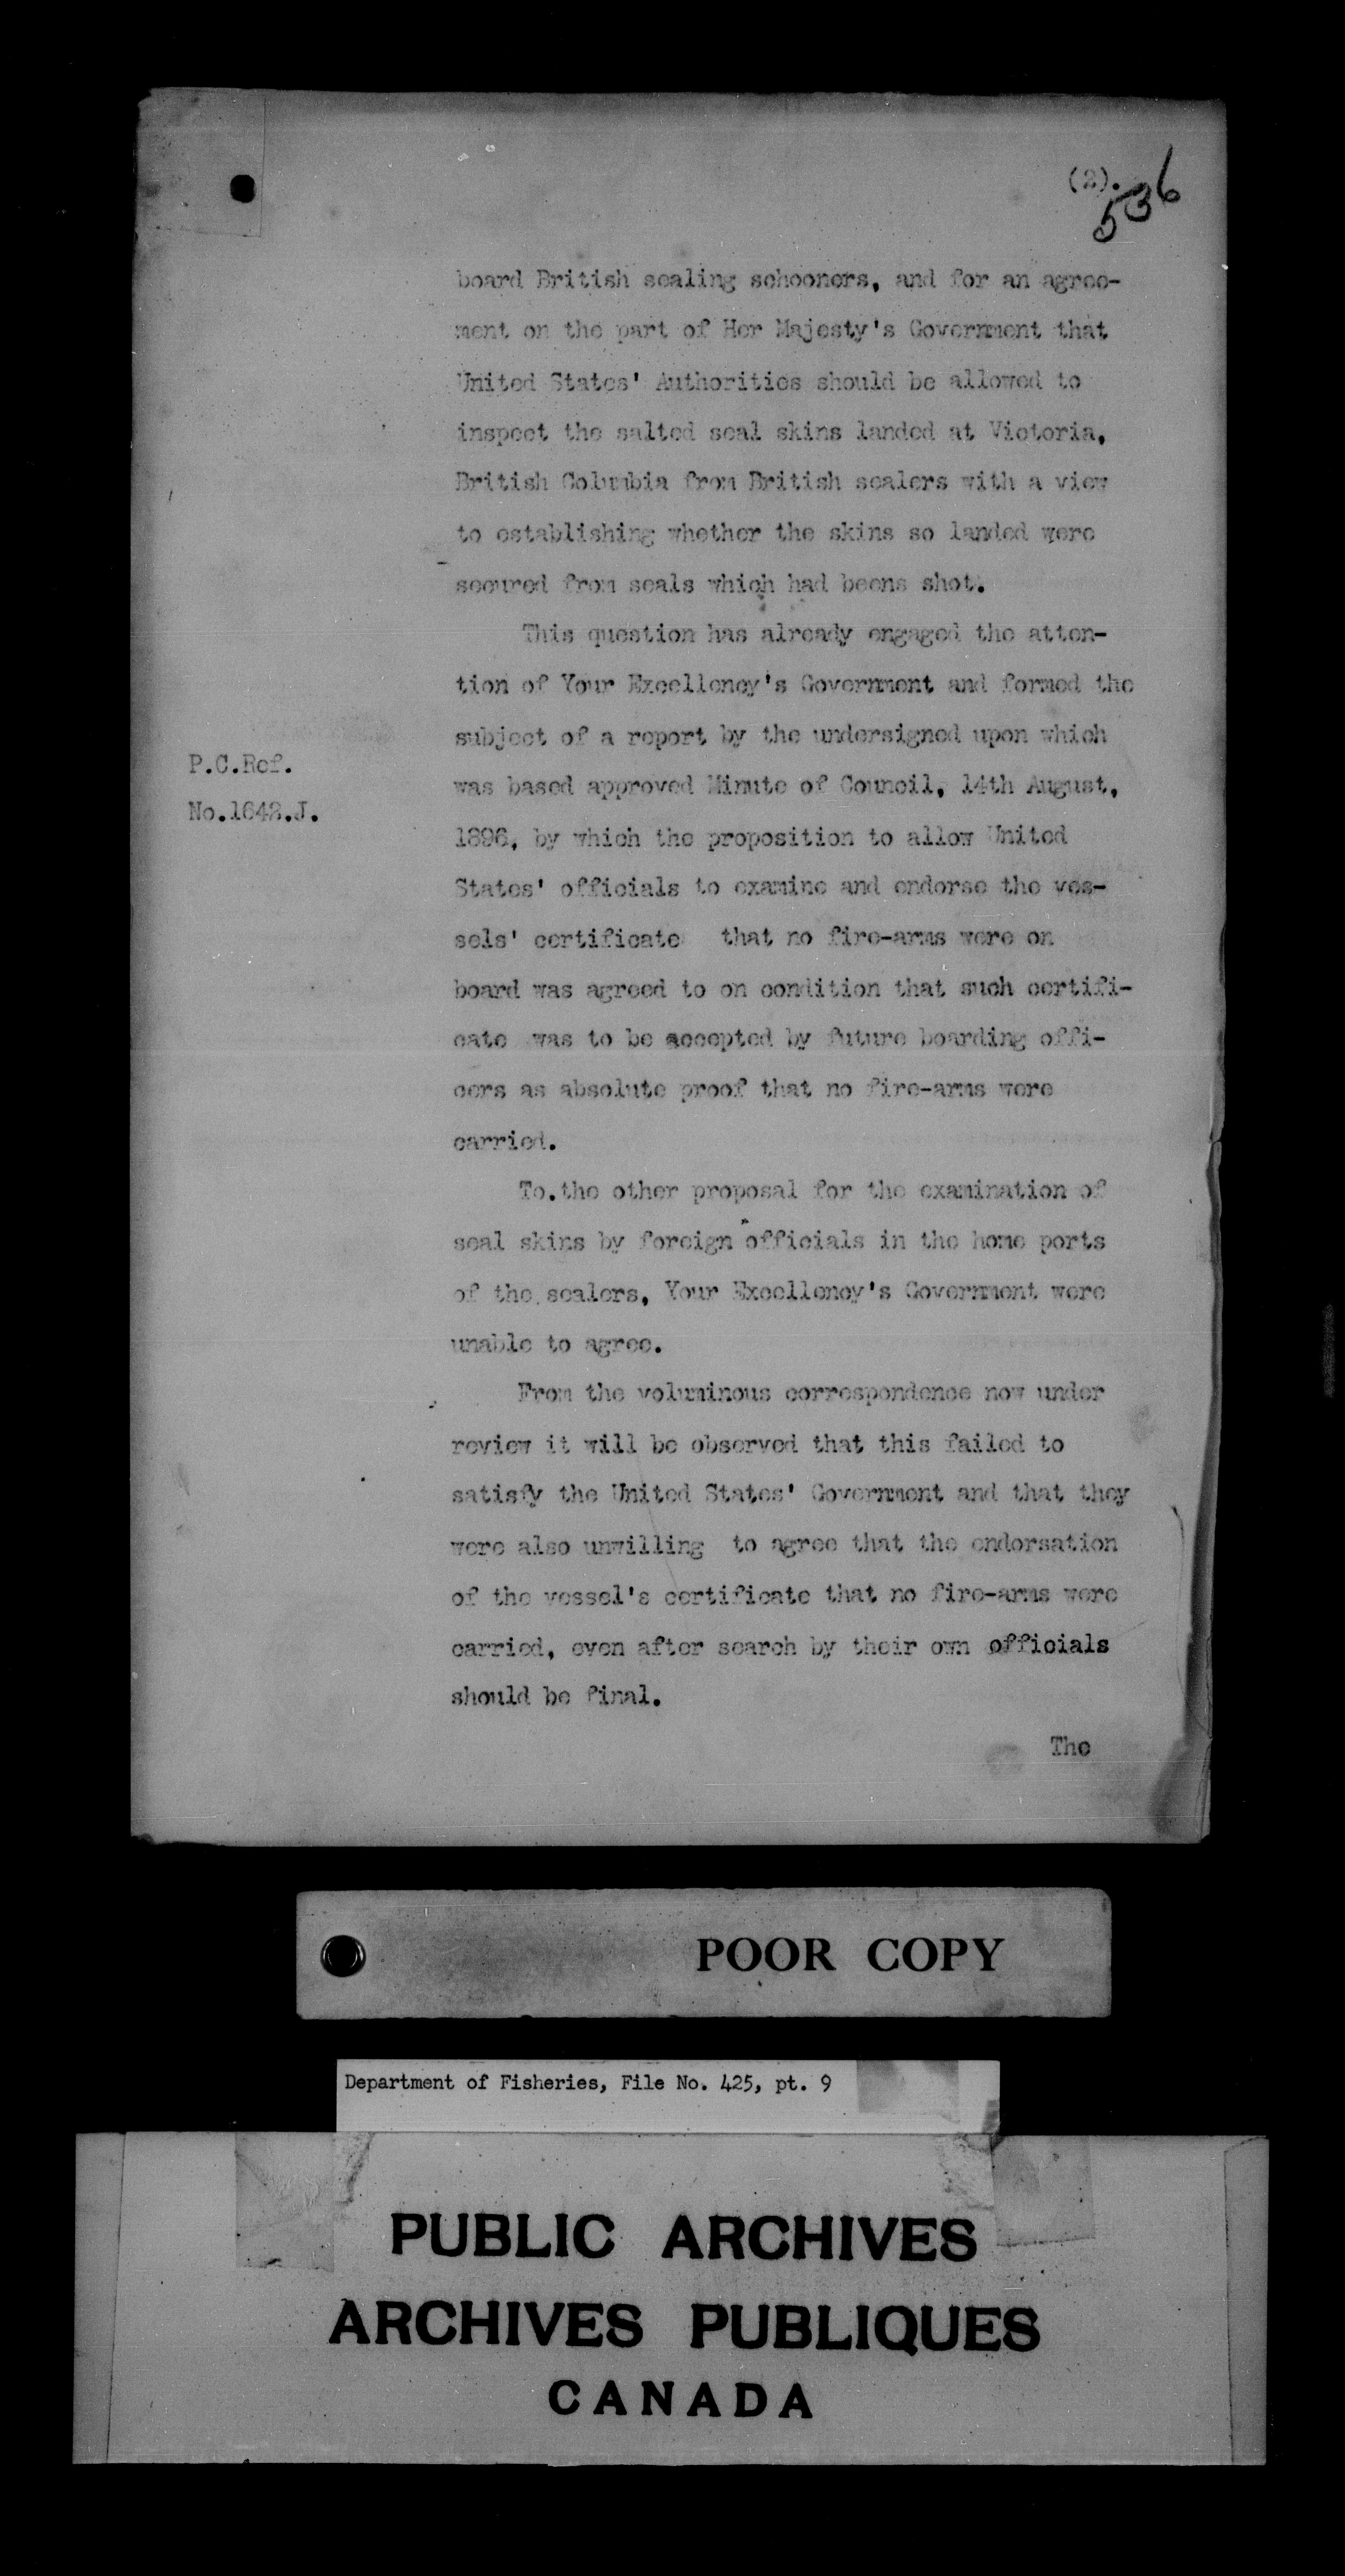 (2).
536
board British sealing schooners, and for an agree-
ment on the part of Her Majesty's Government that
United States' Authorities should be allowed to
inspect the salted seal skins landed at Victoria,
British Columbia from British sealers with a view
to establishing whether the skins so landed were
secured from seals which had beens shot.
This question has already engaged the atten-
tion of Your Excellency's Government and formed the
subject of a report by the undersigned upon which
P.C.Ref.
was based approved Minute of Council, 14th August,
No.1642.J.
1896, by which the proposition to allow United
States' officials to examine and endorse the ves-
sels' certificate that no fire-arms were on
board was agreed to on condition that such certifi-
cate was to be accepted by future boarding offi-
cers as absolute proof that no fire-arms were
carried.
To.the other proposal for the examination of
seal skins by foreign officials in the home ports
of the sealers, Your Excellency's Government were
unable to agree.
From the voluminous correspondence now under
review it will be observed that this failed to
satisfy the United States' Government and that they
were also unwilling to agree that the endorsation
of the vessel's certificate that no fire-arms were
carried, even after search by their own officials
should be final.
The
POOR COPY
Department of Fisheries, File No. 425, pt. 9
PUBLIC ARCHIVES
ARCHIVES PUBLIQUES
CANADA